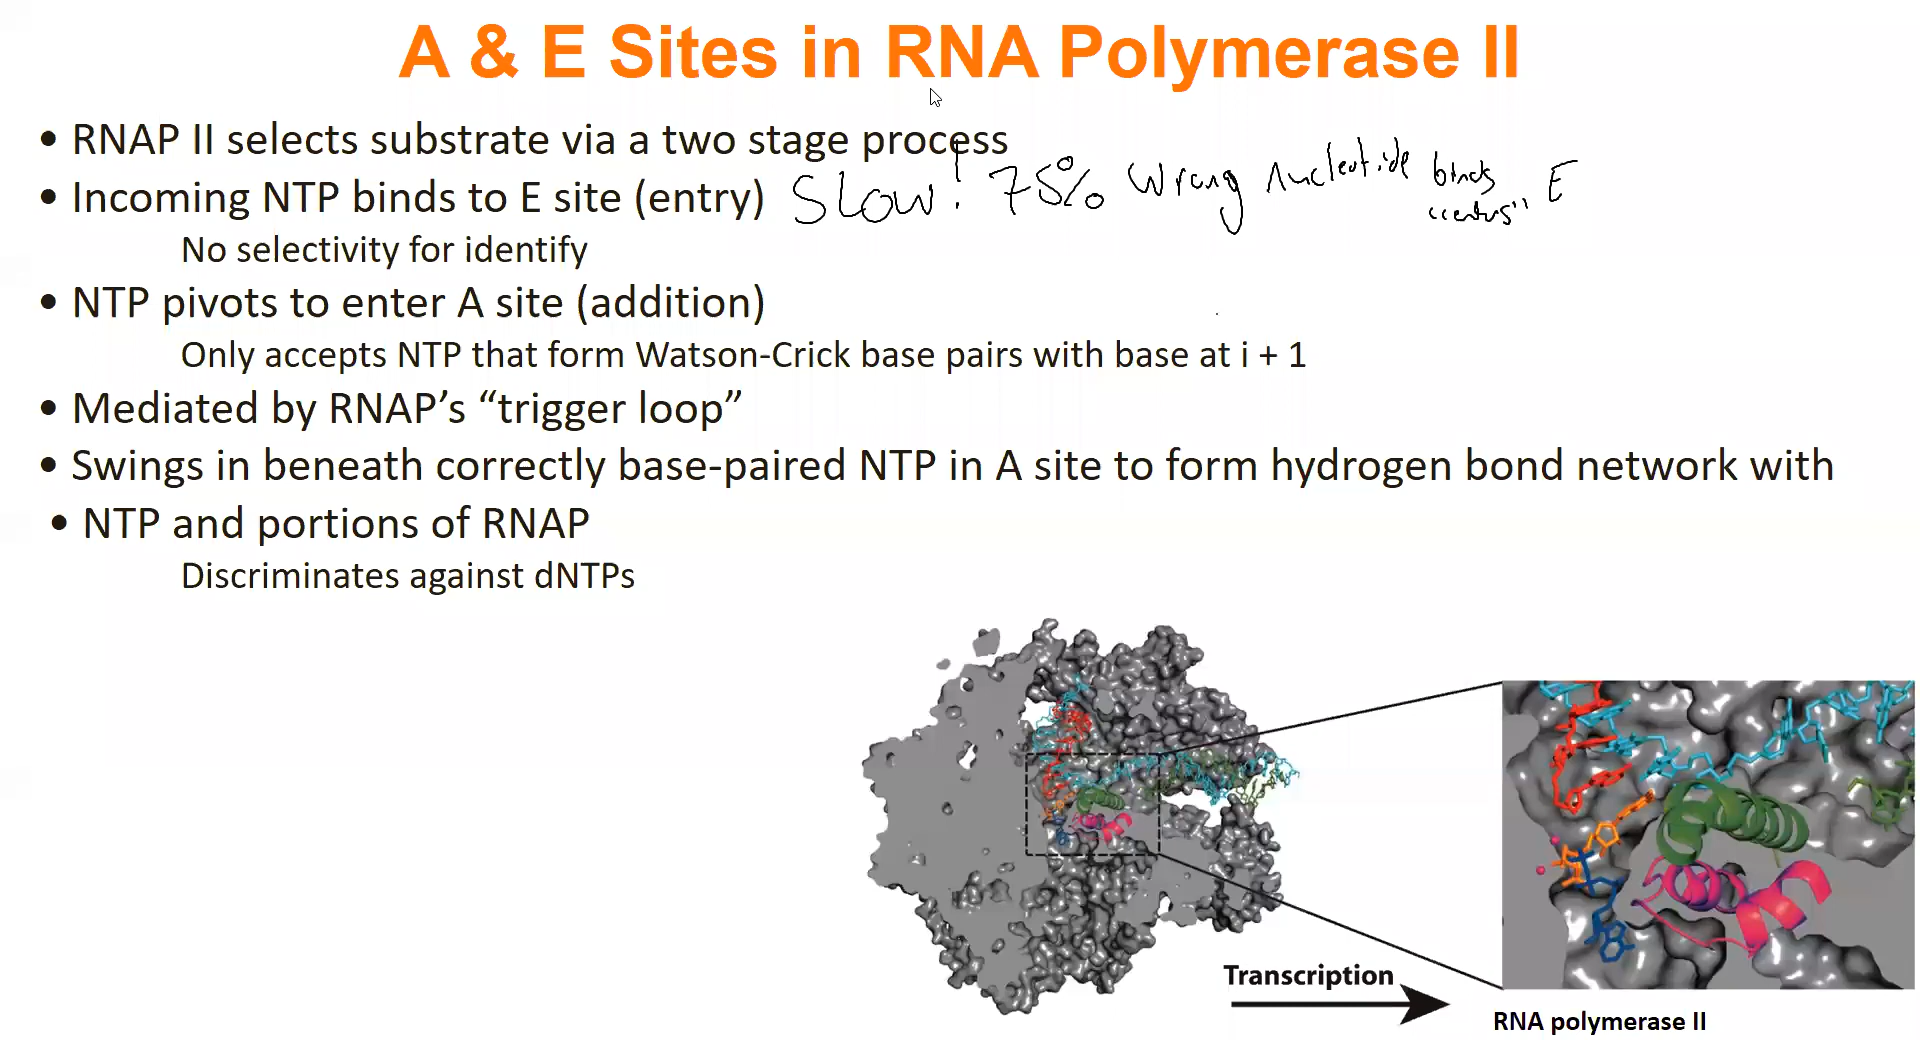 A & E Sites in RNA Polymerase II
• RNAP II selects substrate via a two stage process
• Incoming NTP binds to E site (entry) Slow! 75% wrong nucleotide binds E
No selectivity for identify
• NTP pivots to enter A site (addition)
Only accepts NTP that form Watson-Crick base pairs with base at i + 1
• Mediated by RNAP’s “trigger loop”
• Swings in beneath correctly base-paired NTP in A site to form hydrogen bond network with
• NTP and portions of RNAP
Discriminates against dNTPs
Transcription
RNA polymerase II